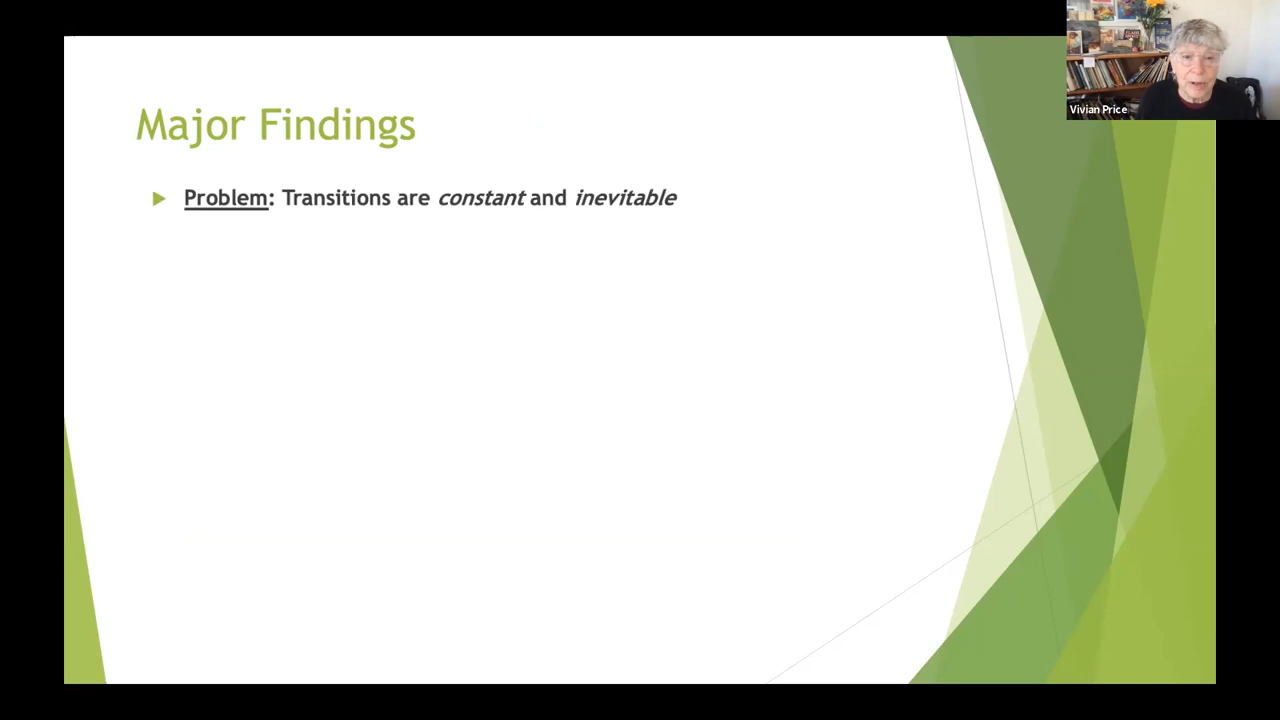 Vivian Price
Major Findings
Problem: Transitions are constant and inevitable